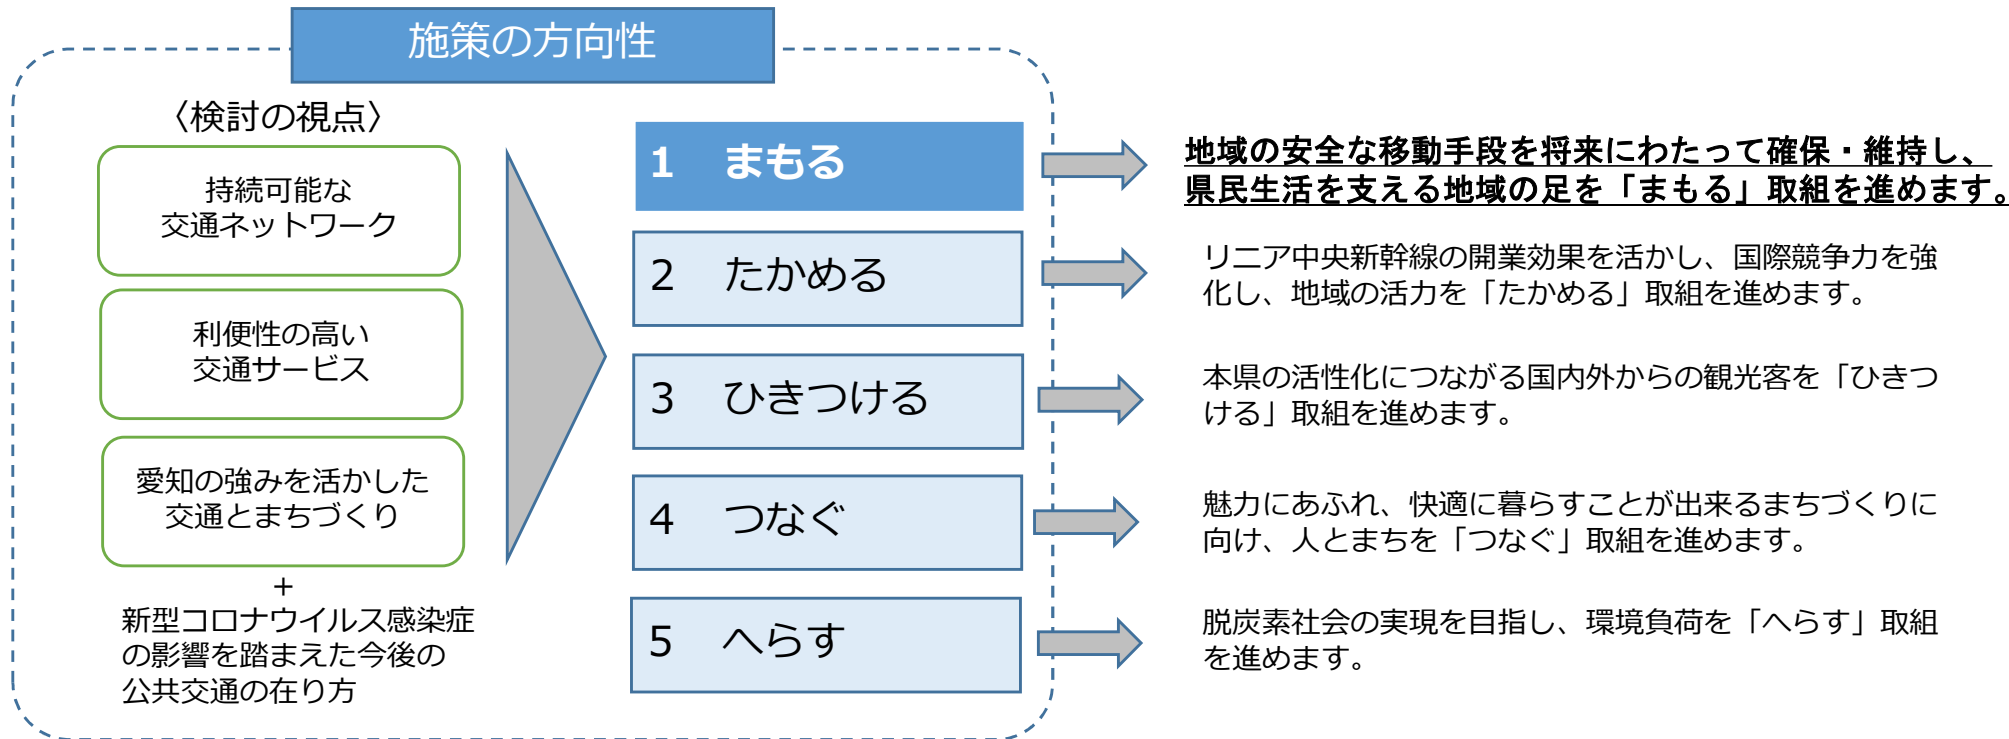 施策の方向性
〈検討の視点〉
持続可能な
交通ネットワーク
利便性の高い
交通サービス
愛知の強みを活かした
交通とまちづくり
+
新型コロナウイルス感染症
の影響を踏まえた今後の
公共交通の在り方
1 まもる
地域の安全な移動手段を将来にわたって確保・維持し、
県民生活を支える地域の足を「まもる」取組を進めます。
2 たかめる
リニア中央新幹線の開業効果を活かし、国際競争力を強
化し、地域の活力を「たかめる」取組を進めます。
3 ひきつける
本県の活性化につながる国内外からの観光客を「ひきつ
ける」取組を進めます。
4 つなぐ
魅力にあふれ、快適に暮らすことが出来るまちづくりに
向け、人とまちを「つなぐ」取組を進めます。
5 へらす
脱炭素社会の実現を目指し、環境負荷を「へらす」取組
を進めます。